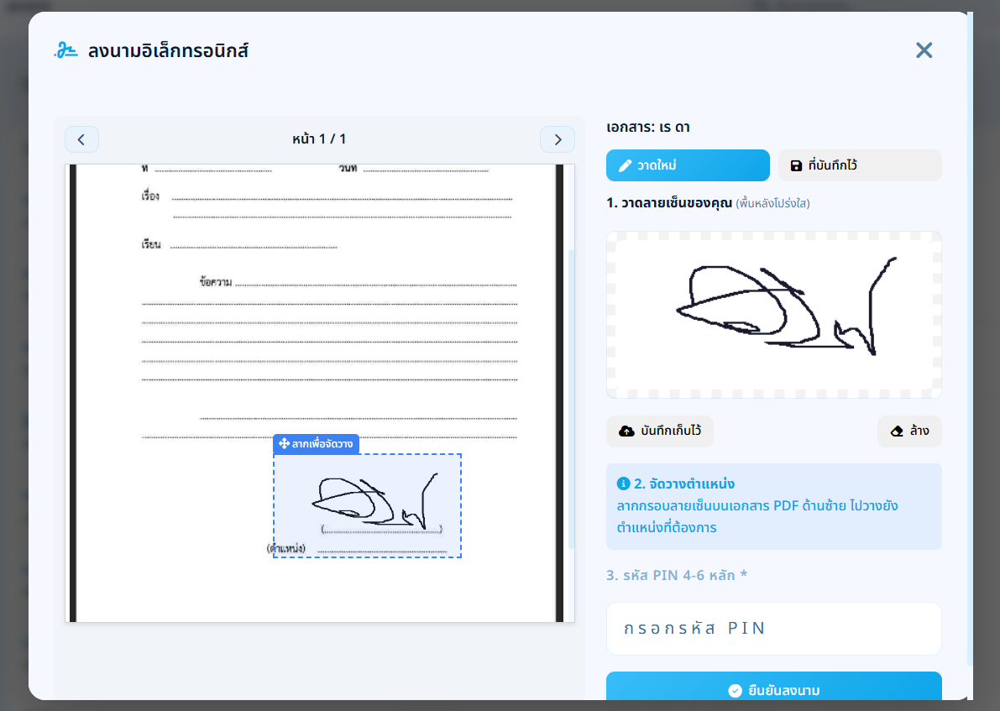 ลงนามอิเล็กทรอนิกส์
หน้า 1 / 1
ที่ วันที่
เรื่อง
เรียน
ข้อความ
ลากเพื่อจัดวาง
(ตำแหน่ง)
เอกสาร: เร ดา
วาดใหม่ ที่บันทึกไว้
1. วาดลายเซ็นของคุณ (พื้นหลังโปร่งใส)
บันทึกเก็บไว้ ล้าง
2. จัดวางตำแหน่ง
ลากกรอบลายเซ็นบนเอกสาร PDF ด้านซ้าย ไปวางยัง
ตำแหน่งที่ต้องการ
3. รหัส PIN 4-6 หลัก *
กรอกรหัส PIN
ยืนยันลงนาม